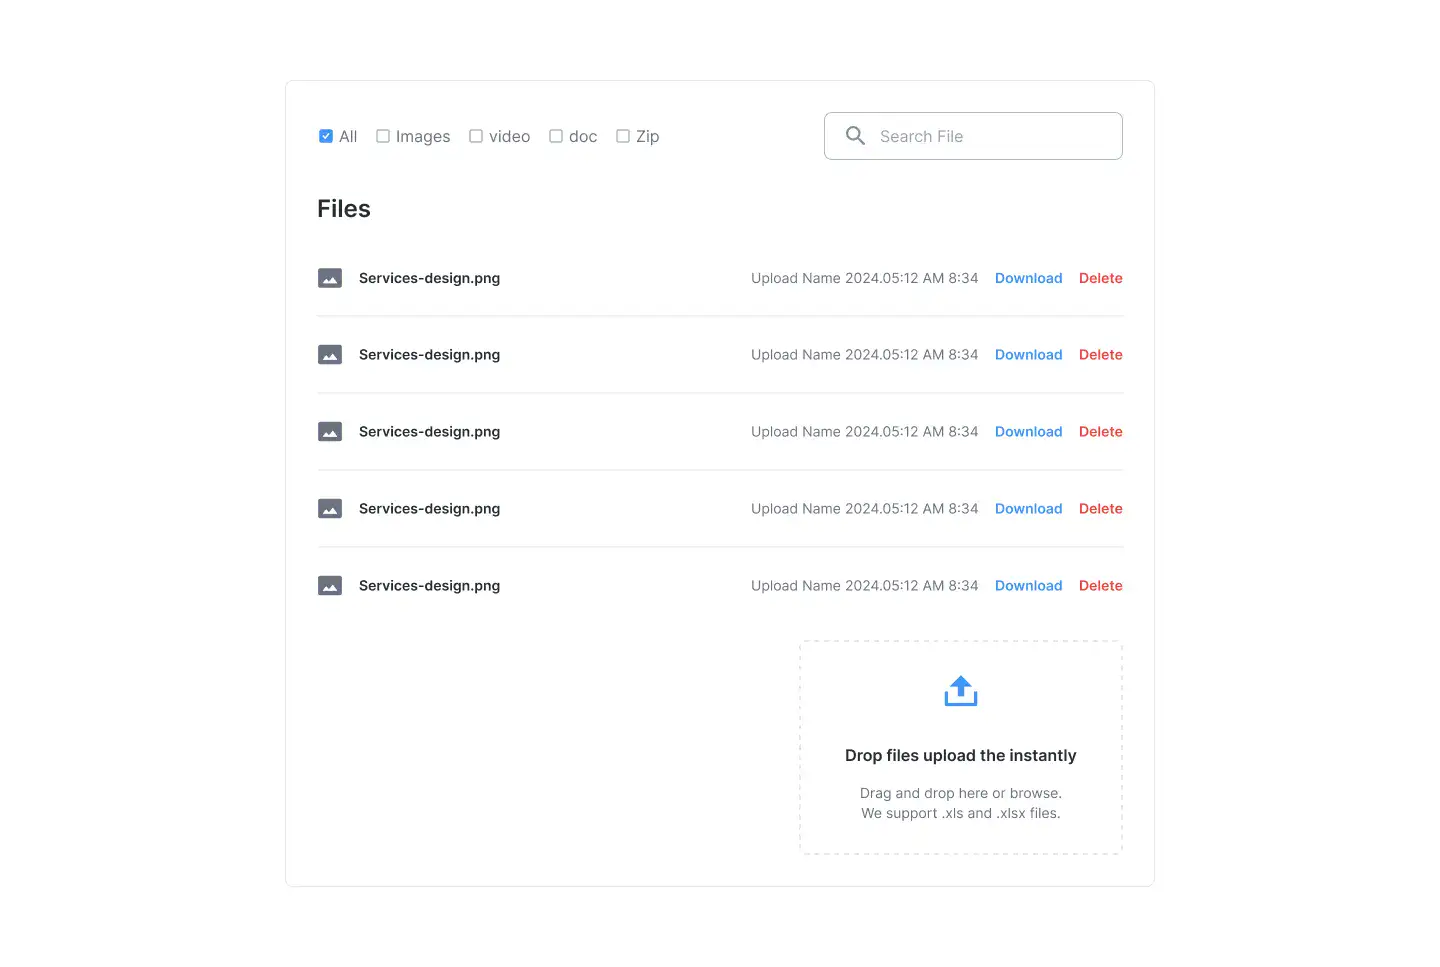 All Images video doc Zip Search File
Files
Services-design.png Upload Name 2024.05:12 AM 8:34 Download Delete
Services-design.png Upload Name 2024.05:12 AM 8:34 Download Delete
Services-design.png Upload Name 2024.05:12 AM 8:34 Download Delete
Services-design.png Upload Name 2024.05:12 AM 8:34 Download Delete
Services-design.png Upload Name 2024.05:12 AM 8:34 Download Delete
Drop files upload the instantly
Drag and drop here or browse.
We support .xls and .xlsx files.